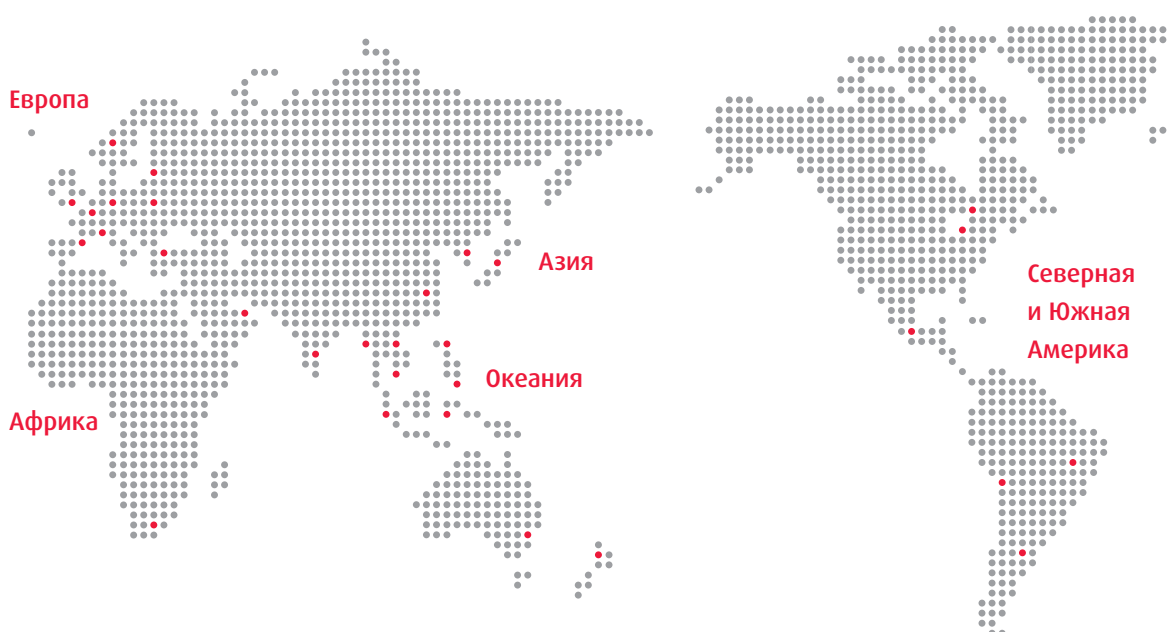 Европа
Азия
Северная
и Южная
Америка
Океания
Африка